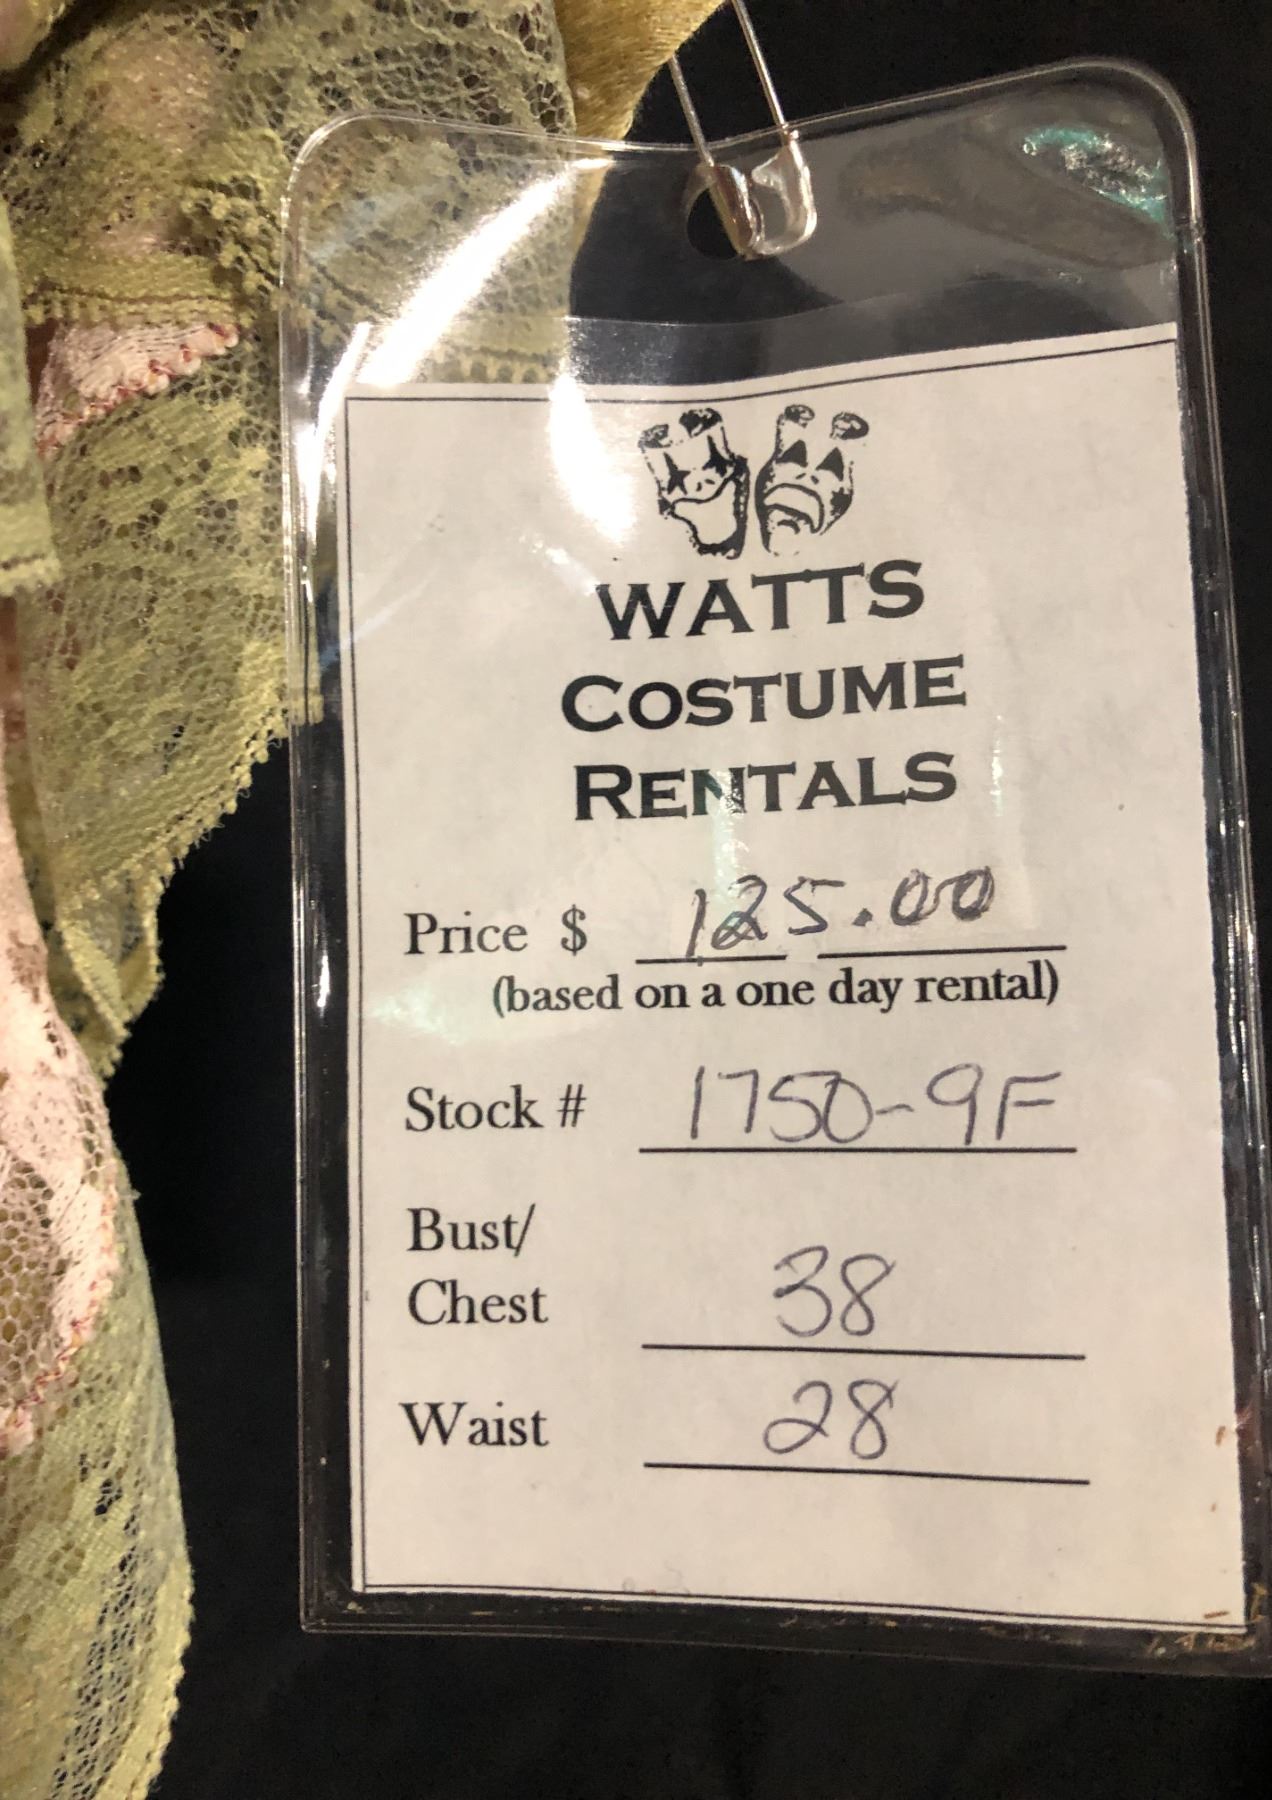 WATTS
COSTUME
RENTALS
Price $ 125.00
(based on a one day rental)
Stock # 1750-9F
Bust/
Chest 38
Waist 28